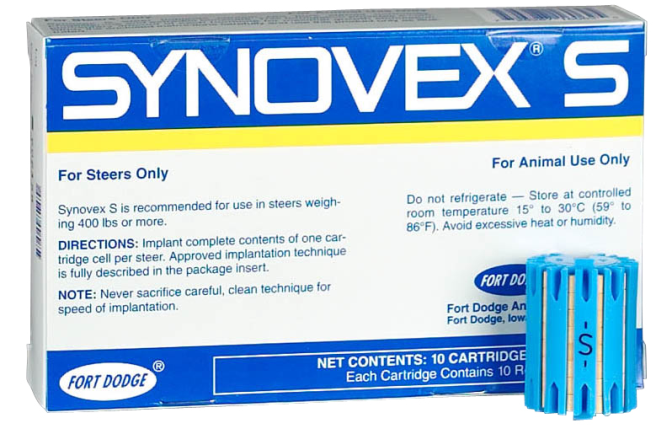 SYNOVEX® S
For Steers Only
For Animal Use Only
Synovex S is recommended for use in steers weigh-
ing 400 lbs or more.
DIRECTIONS: Implant complete contents of one car-
tridge cell per steer. Approved implantation technique
is fully described in the package insert.
NOTE: Never sacrifice careful, clean technique for
speed of implantation.
Do not refrigerate — Store at controlled
room temperature 15° to 30°C (59° to
86°F). Avoid excessive heat or humidity.
FORT DO
Fort Dodge An
Fort Dodge, Iow
FORT DODGE®
NET CONTENTS: 10 CARTRIDGE
Each Cartridge Contains 10 R
-S-